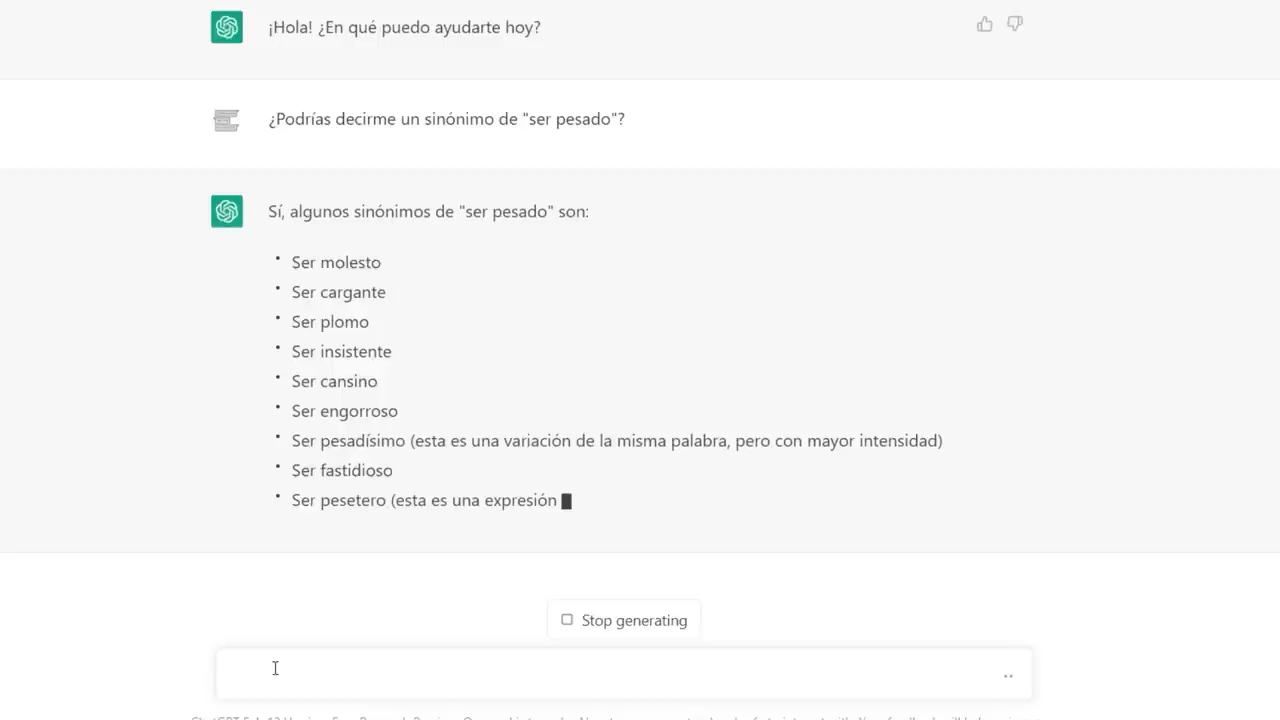 ¡Hola! ¿En qué puedo ayudarte hoy?
¿Podrías decirme un sinónimo de "ser pesado"?
Sí, algunos sinónimos de "ser pesado" son:
• Ser molesto
• Ser cargante
• Ser plomo
• Ser insistente
• Ser cansino
• Ser engorroso
• Ser pesadísimo (esta es una variación de la misma palabra, pero con mayor intensidad)
• Ser fastidioso
• Ser pesetero (esta es una expresión
Stop generating